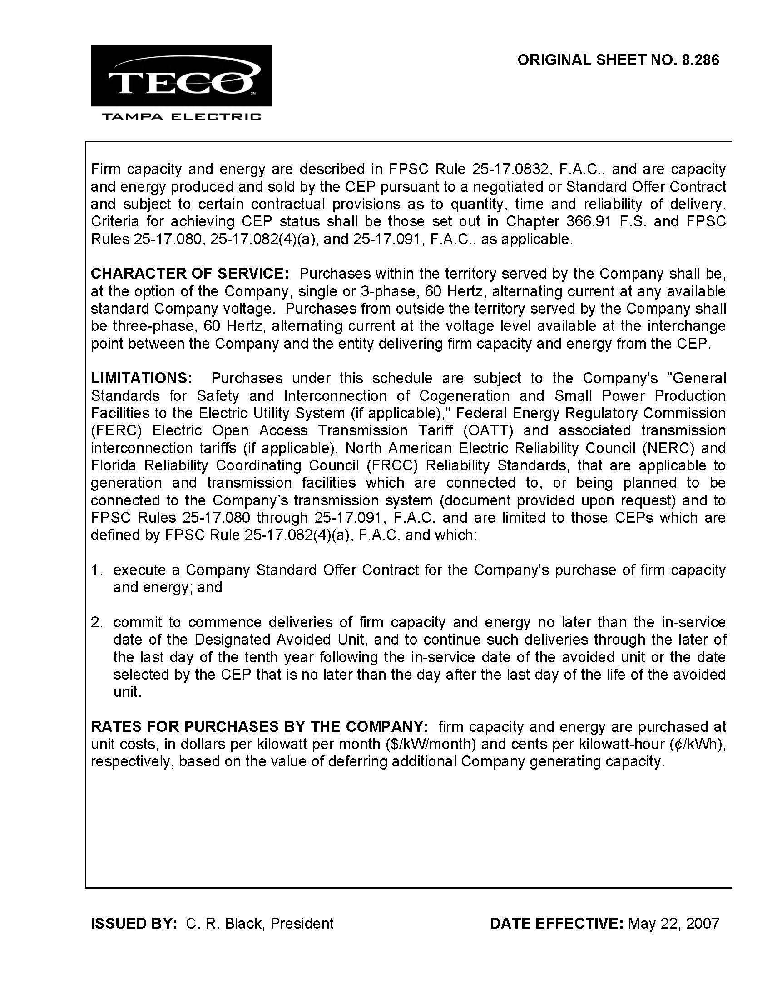 TECO
SM
TAMPA ELECTRIC
ORIGINAL SHEET NO. 8.286
Firm capacity and energy are described in FPSC Rule 25-17.0832, F.A.C., and are capacity
and energy produced and sold by the CEP pursuant to a negotiated or Standard Offer Contract
and subject to certain contractual provisions as to quantity, time and reliability of delivery.
Criteria for achieving CEP status shall be those set out in Chapter 366.91 F.S. and FPSC
Rules 25-17.080, 25-17.082(4)(a), and 25-17.091, F.A.C., as applicable.
CHARACTER OF SERVICE: Purchases within the territory served by the Company shall be,
at the option of the Company, single or 3-phase, 60 Hertz, alternating current at any available
standard Company voltage. Purchases from outside the territory served by the Company shall
be three-phase, 60 Hertz, alternating current at the voltage level available at the interchange
point between the Company and the entity delivering firm capacity and energy from the CEP.
LIMITATIONS: Purchases under this schedule are subject to the Company's "General
Standards for Safety and Interconnection of Cogeneration and Small Power Production
Facilities to the Electric Utility System (if applicable)," Federal Energy Regulatory Commission
(FERC) Electric Open Access Transmission Tariff (OATT) and associated transmission
interconnection tariffs (if applicable), North American Electric Reliability Council (NERC) and
Florida Reliability Coordinating Council (FRCC) Reliability Standards, that are applicable to
generation and transmission facilities which are connected to, or being planned to be
connected to the Company’s transmission system (document provided upon request) and to
FPSC Rules 25-17.080 through 25-17.091, F.A.C. and are limited to those CEPs which are
defined by FPSC Rule 25-17.082(4)(a), F.A.C. and which:
1. execute a Company Standard Offer Contract for the Company's purchase of firm capacity
and energy; and
2. commit to commence deliveries of firm capacity and energy no later than the in-service
date of the Designated Avoided Unit, and to continue such deliveries through the later of
the last day of the tenth year following the in-service date of the avoided unit or the date
selected by the CEP that is no later than the day after the last day of the life of the avoided
unit.
RATES FOR PURCHASES BY THE COMPANY: firm capacity and energy are purchased at
unit costs, in dollars per kilowatt per month ($/kW/month) and cents per kilowatt-hour (¢/kWh),
respectively, based on the value of deferring additional Company generating capacity.
ISSUED BY: C. R. Black, President
DATE EFFECTIVE: May 22, 2007